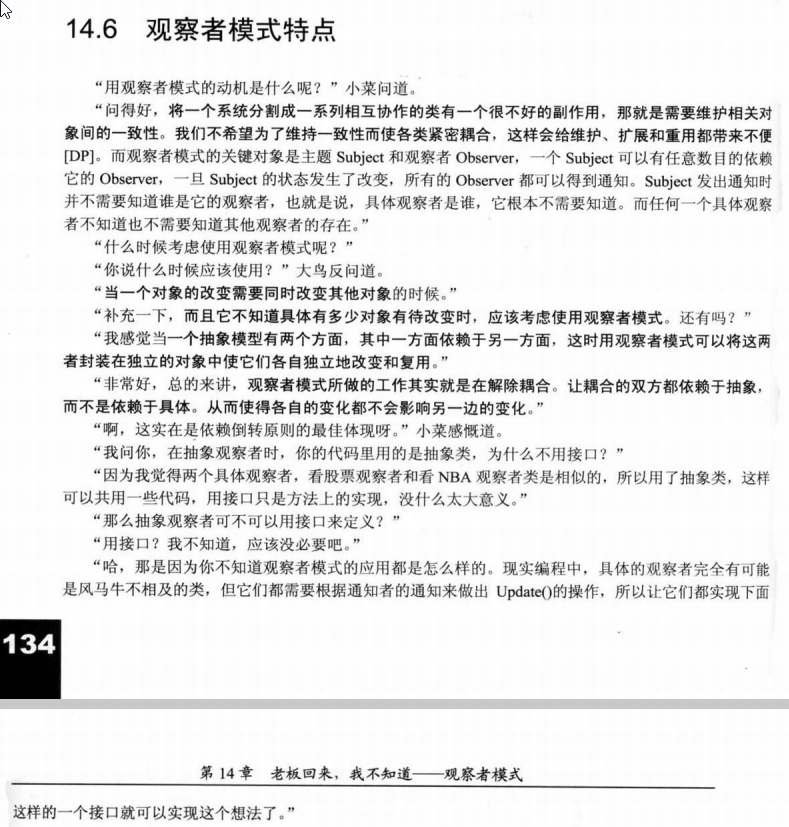 14.6 观察者模式特点
“用观察者模式的动机是什么呢？”小菜问道。
“问得好，将一个系统分割成一系列相互协作的类有一个很不好的副作用，那就是需要维护相关对
象间的一致性。我们不希望为了维持一致性而使各类紧密耦合，这样会给维护、扩展和重用都带来不便
[DP]。而观察者模式的关键对象是主题 Subject 和观察者 Observer，一个 Subject 可以有任意数目的依赖
它的 Observer，一旦 Subject 的状态发生了改变，所有的 Observer 都可以得到通知。Subject 发出通知时
并不需要知道谁是它的观察者，也就是说，具体观察者是谁，它根本不需要知道。而任何一个具体观察
者不知道也不需要知道其他观察者的存在。”
“什么时候考虑使用观察者模式呢？”
“你说什么时候应该使用？”大鸟反问道。
“当一个对象的改变需要同时改变其他对象的时候。”
“补充一下，而且它不知道具体有多少对象有待改变时，应该考虑使用观察者模式。还有吗？”
“我感觉当一个抽象模型有两个方面，其中一方面依赖于另一方面，这时用观察者模式可以将这两
者封装在独立的对象中使它们各自独立地改变和复用。”
“非常好，总的来讲，观察者模式所做的工作其实就是在解除耦合。让耦合的双方都依赖于抽象，
而不是依赖于具体。从而使得各自的变化都不会影响另一边的变化。”
“啊，这实在是依赖倒转原则的最佳体现呀。”小菜感慨道。
“我问你，在抽象观察者时，你的代码里用的是抽象类，为什么不用接口？”
“因为我觉得两个具体观察者，看股票观察者和看 NBA 观察者类是相似的，所以用了抽象类，这样
可以共用一些代码，用接口只是方法上的实现，没什么太大意义。”
“那么抽象观察者可不可以用接口来定义？”
“用接口？我不知道，应该没必要吧。”
“哈，那是因为你不知道观察者模式的应用都是怎么样的。现实编程中，具体的观察者完全有可能
是风马牛不相及的类，但它们都需要根据通知者的通知来做出 Update()的操作，所以让它们都实现下面
134
第 14 章 老板回来，我不知道——观察者模式
这样的一个接口就可以实现这个想法了。”